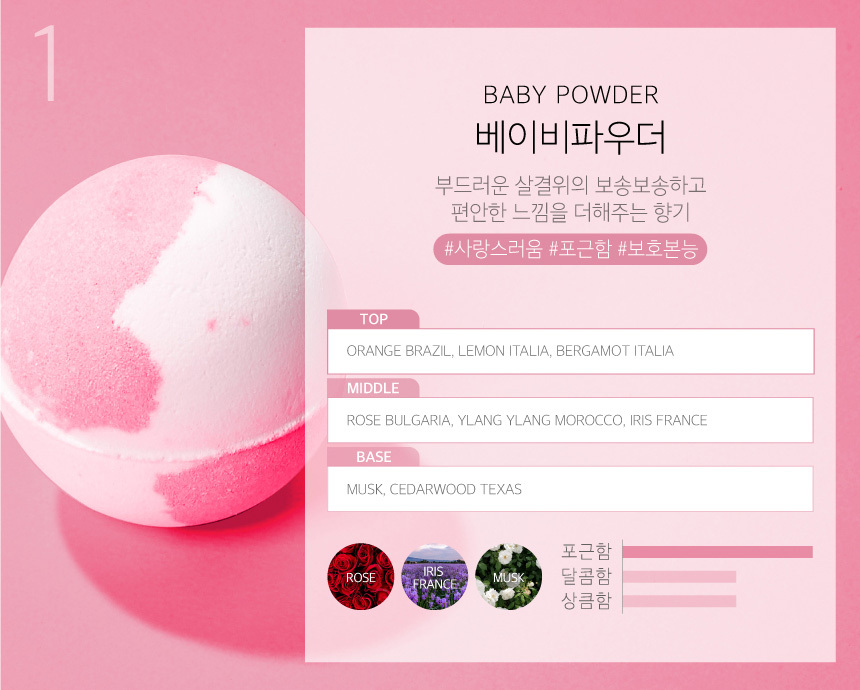 1
BABY POWDER
베이비파우더
부드러운 살결위의 보송보송하고
편안한 느낌을 더해주는 향기
#사랑스러움 #포근함 #보호본능
TOP
ORANGE BRAZIL, LEMON ITALIA, BERGAMOT ITALIA
MIDDLE
ROSE BULGARIA, YLANG YLANG MOROCCO, IRIS FRANCE
BASE
MUSK, CEDARWOOD TEXAS
ROSE
IRIS
FRANCE
MUSK
포근함
달콤함
상큼함